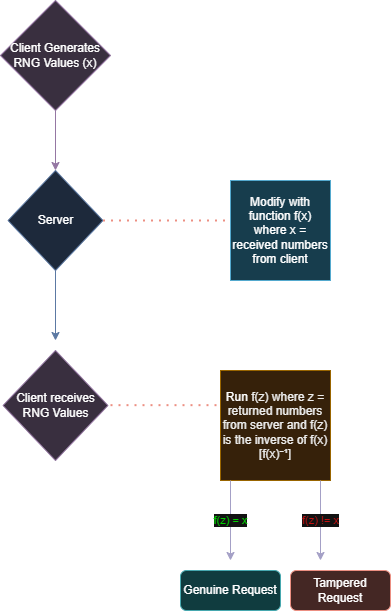 Client Generates
RNG Values (x)
Server
Modify with
function f(x)
where x =
received numbers
from client
Client receives
RNG Values
Run f(z) where z =
returned numbers
from server and f(z)
is the inverse of f(x)
[f(x)⁻¹]
f(z) = x
f(z) != x
Genuine Request
Tampered
Request